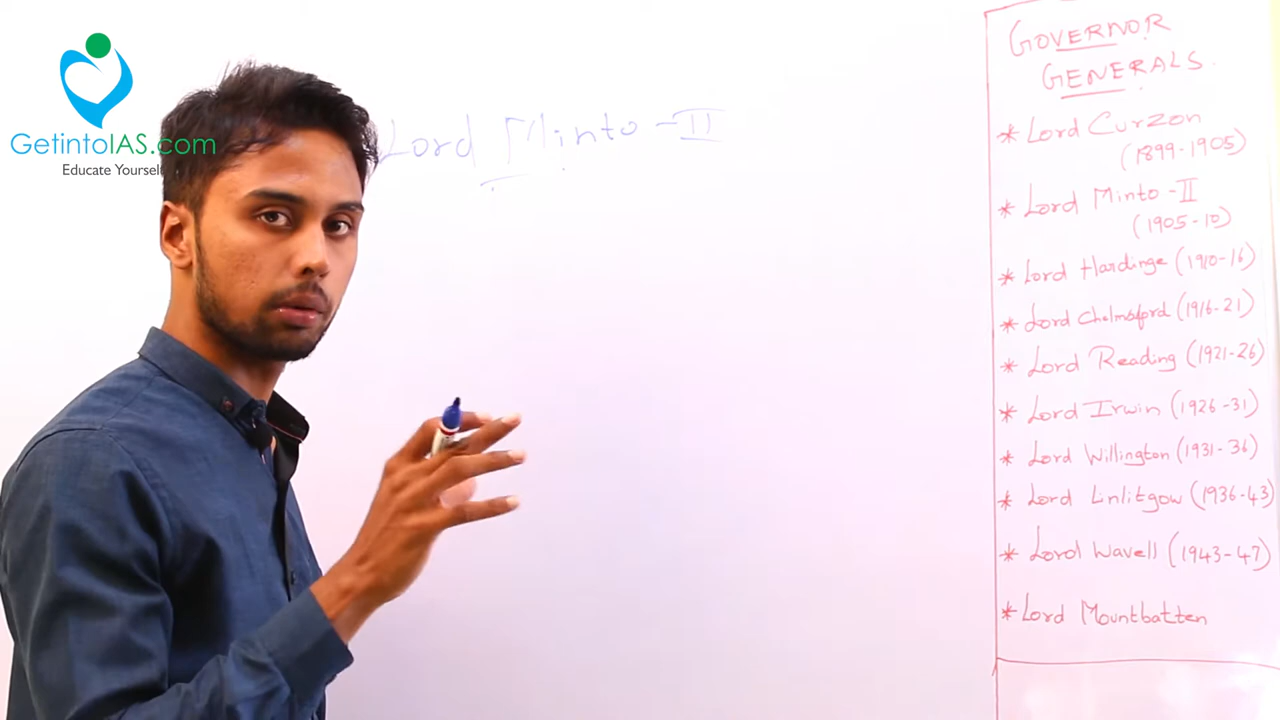 GetintoIAS.com
Educate Yourself
Lord Minto - II
GOVERNOR
GENERALS.
* Lord Curzon
(1899-1905)
* Lord Minto - II
(1905-10)
* Lord Hardinge (1910-16)
* Lord Chelmsford (1916-21)
* Lord Reading (1921-26)
* Lord Irwin (1926-31)
* Lord Willington (1931-36)
* Lord Linlitgow (1936-43)
* Lord Wavell (1943-47)
* Lord Mountbatten